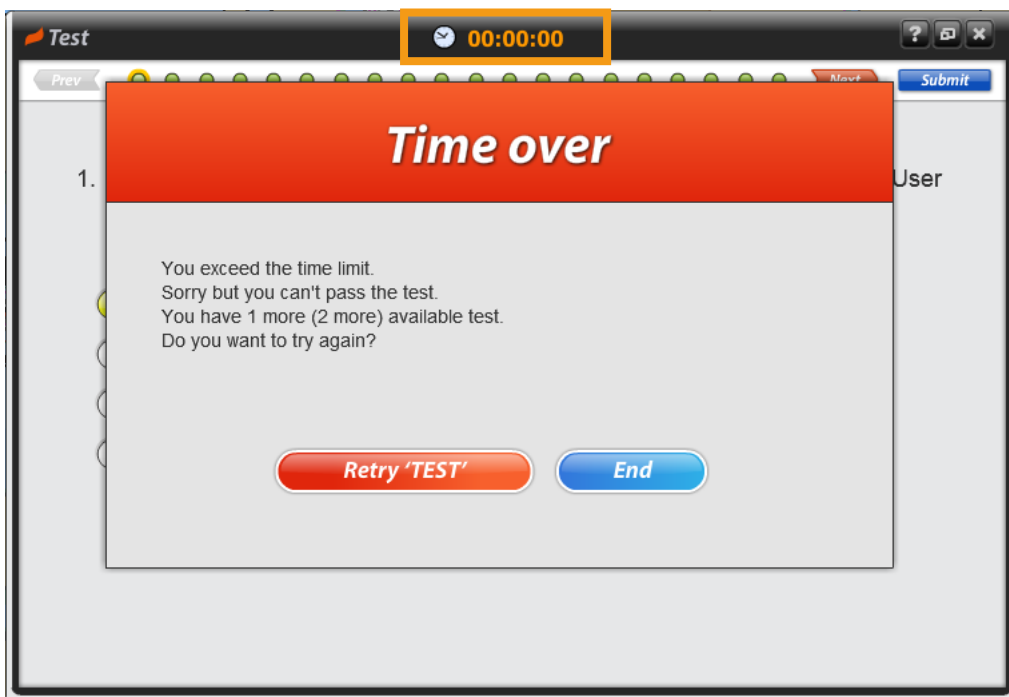 Test
00:00:00
?
Prev
Next
Submit
Time over
1.
User
You exceed the time limit.
Sorry but you can't pass the test.
You have 1 more (2 more) available test.
Do you want to try again?
Retry ‘TEST’
End